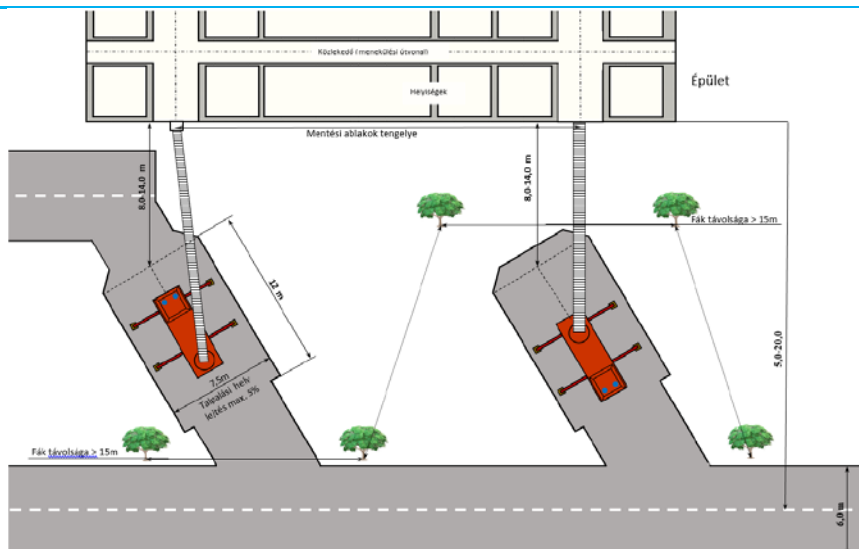 Közlekedő (menekülési útvonal)
Helyiségek
Épület
Mentési ablakok tengelye
8,0-14,0 m
8,0-14,0 m
Fák távolsága > 15m
12 m
5,0-20,0
7,5m
Talpalási hely
lejtés max. 5%
Fák távolsága > 15m
6,0 m